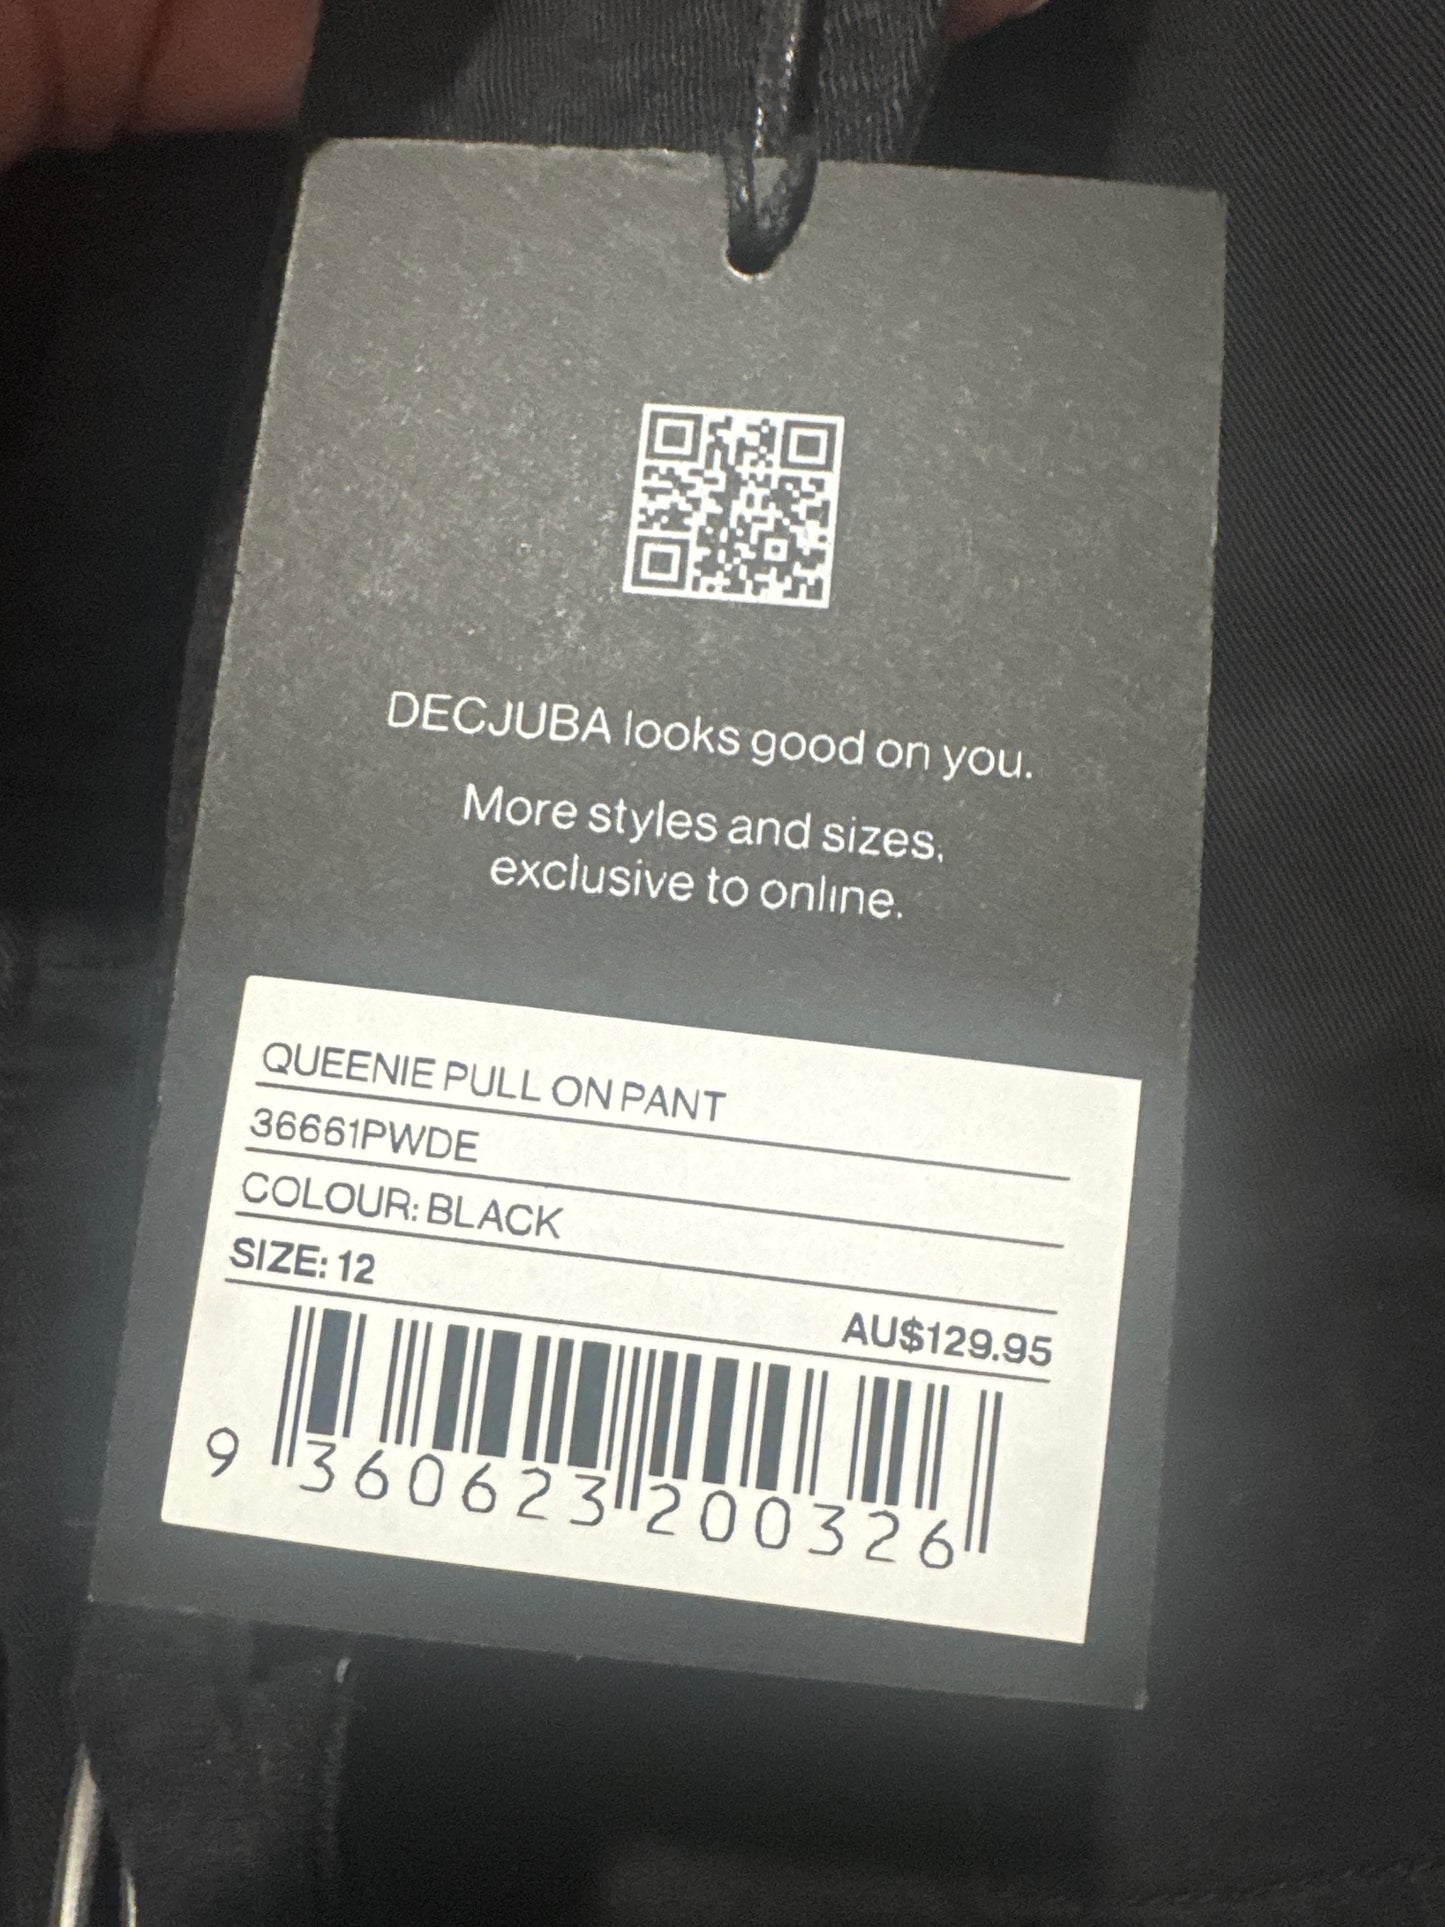 DECJUBA looks good on you.
More styles and sizes,
exclusive to online.
QUEENIE PULL ON PANT
36661PWDE
COLOUR: BLACK
SIZE: 12
AU$129.95
9 360623 200326